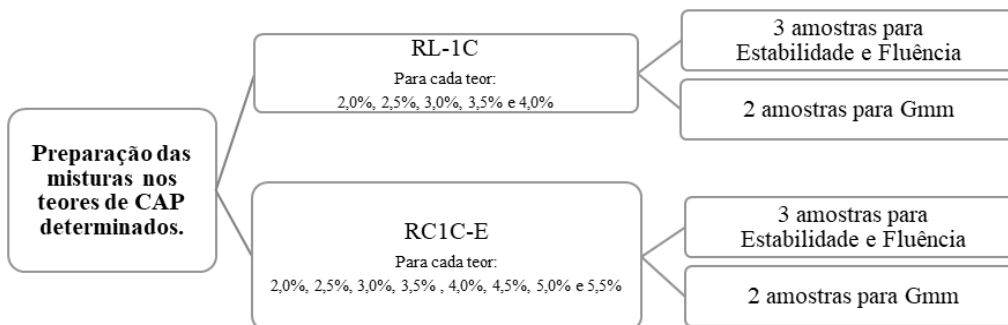 Preparação das
misturas nos
teores de CAP
determinados.
RL-1C
Para cada teor:
2,0%, 2,5%, 3,0%, 3,5% e 4,0%
3 amostras para
Estabilidade e Fluência
2 amostras para Gmm
RC1C-E
Para cada teor:
2,0%, 2,5%, 3,0%, 3,5% , 4,0%, 4,5%, 5,0% e 5,5%
3 amostras para
Estabilidade e Fluência
2 amostras para Gmm